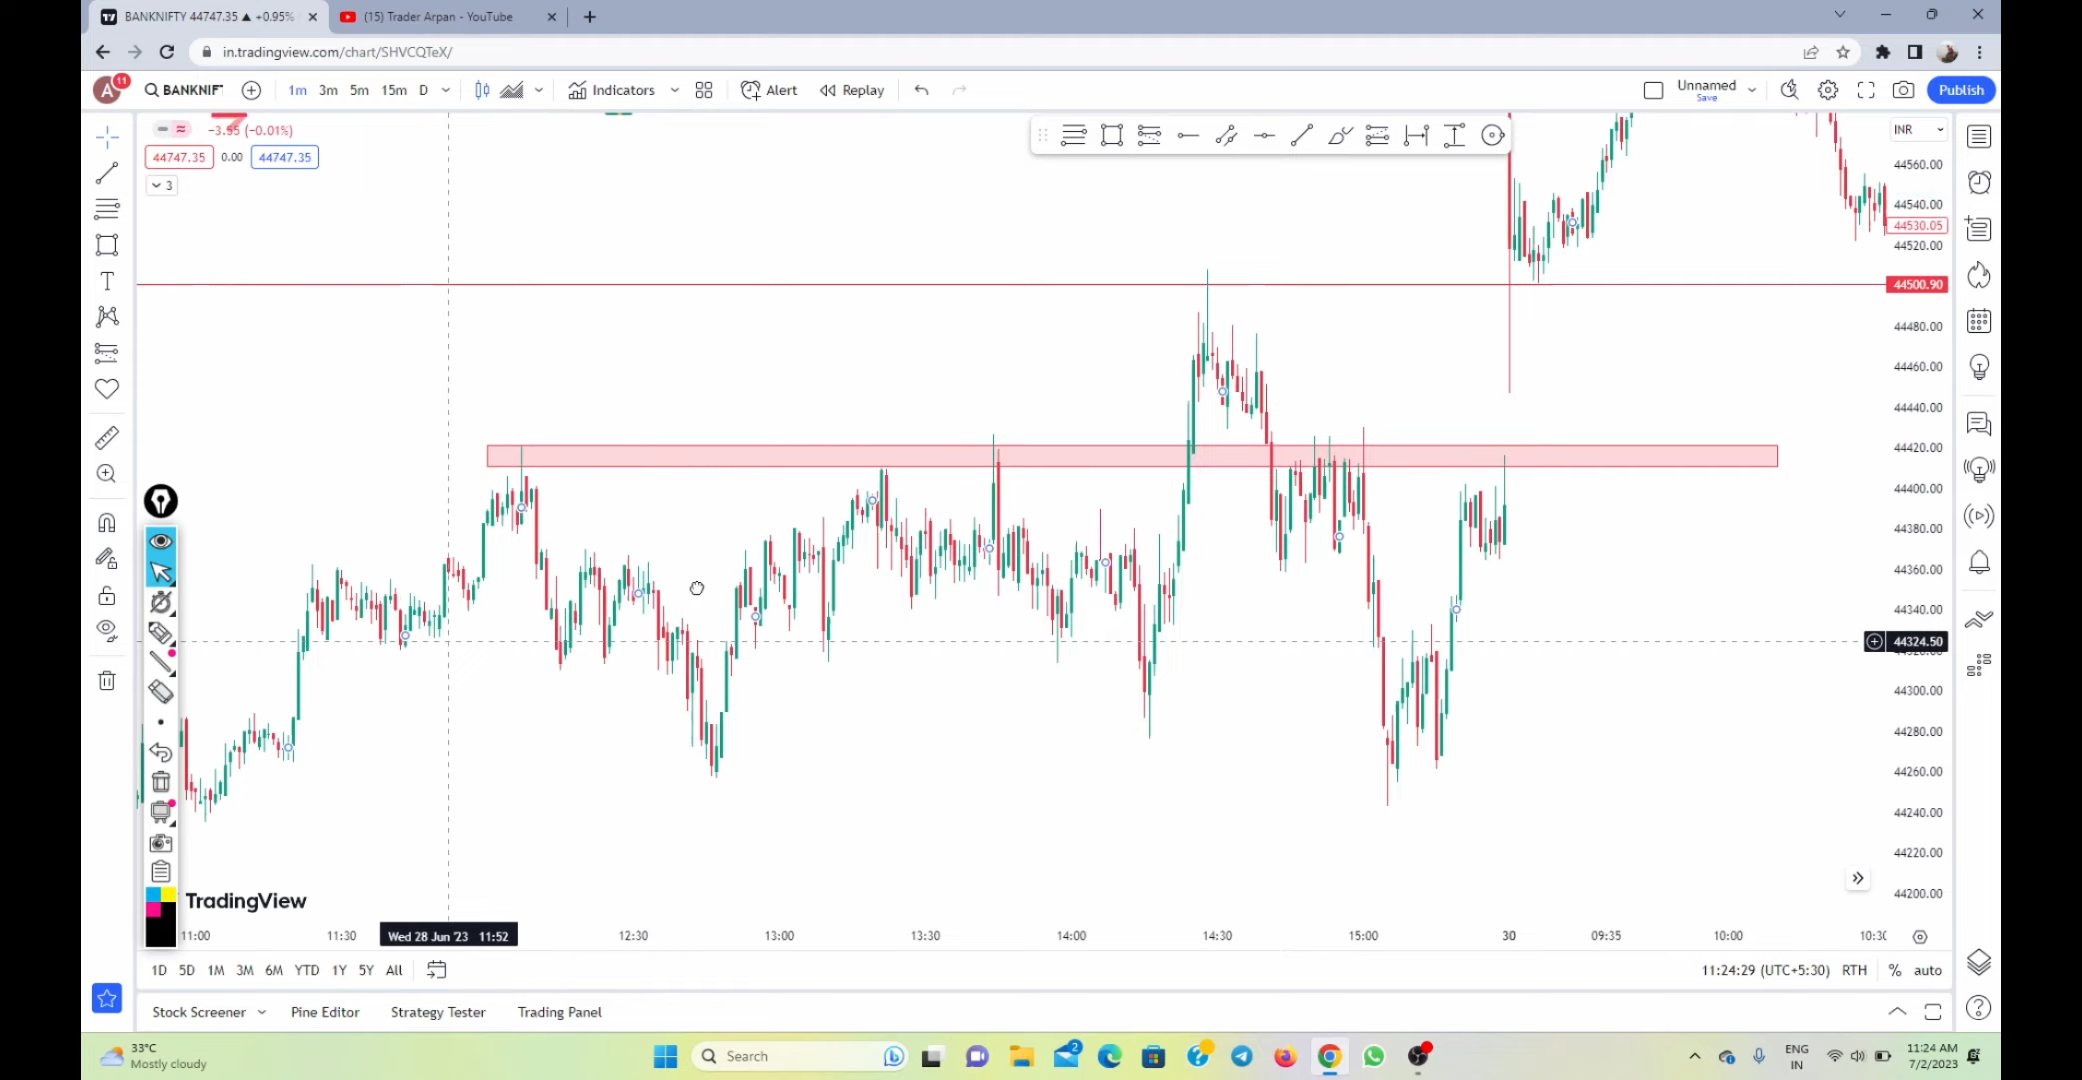 BANKNIFTY 44747.35 ▲ +0.95%
(15) Trader Arpan - YouTube
in.tradingview.com/chart/SHVCQTeX/
A 11
BANKNIF
1m 3m 5m 15m D
Indicators
Alert
Replay
Unnamed
Save
Publish
−3.55 (−0.01%)
44747.35 0.00 44747.35
3
INR
44560.00
44540.00
44530.05
44520.00
44500.90
44480.00
44460.00
44440.00
44420.00
44400.00
44380.00
44360.00
44340.00
44324.50
44300.00
44280.00
44260.00
44240.00
44220.00
44200.00
TradingView
11:00 11:30 Wed 28 Jun '23 11:52 12:30 13:00 13:30 14:00 14:30 15:00 30 09:35 10:00 10:30
1D 5D 1M 3M 6M YTD 1Y 5Y All
11:24:29 (UTC+5:30) RTH % auto
Stock Screener Pine Editor Strategy Tester Trading Panel
33°C
Mostly cloudy
Search
2
ENG
IN
11:24 AM
7/2/2023